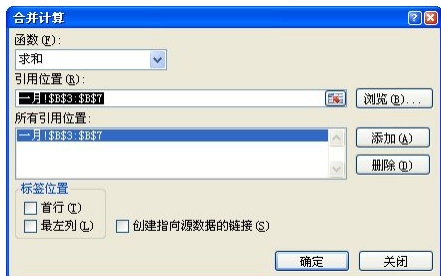 合并计算
函数(F):
求和
引用位置(R):
一月!$B$3:$B$7
浏览(B)...
所有引用位置:
一月!$B$3:$B$7
添加(A)
删除(D)
标签位置
首行(T)
最左列(L)
创建指向源数据的链接(S)
确定
关闭